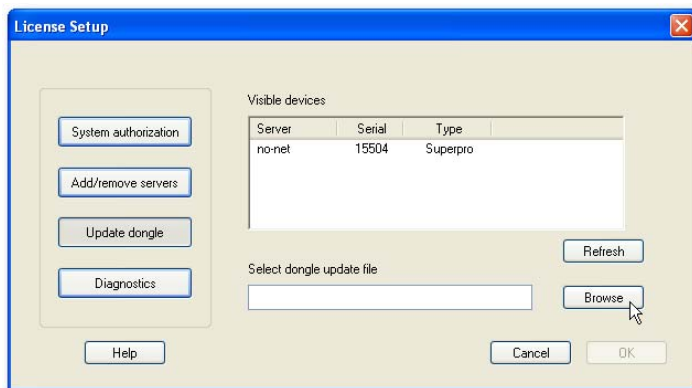 License Setup
System authorization
Add/remove servers
Update dongle
Diagnostics
Visible devices
Server Serial Type
no-net 15504 Superpro
Refresh
Select dongle update file
Browse
Help
Cancel
OK